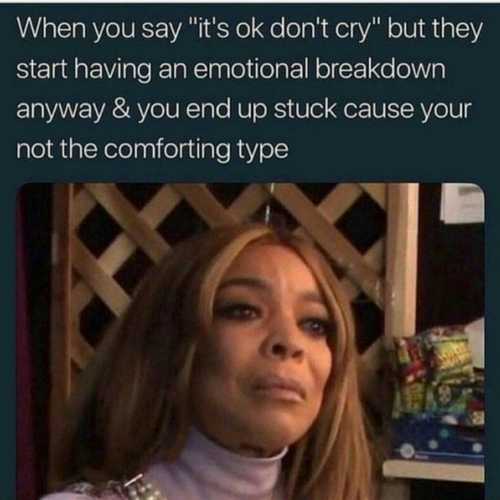 When you say "it's ok don't cry" but they
start having an emotional breakdown
anyway & you end up stuck cause your
not the comforting type